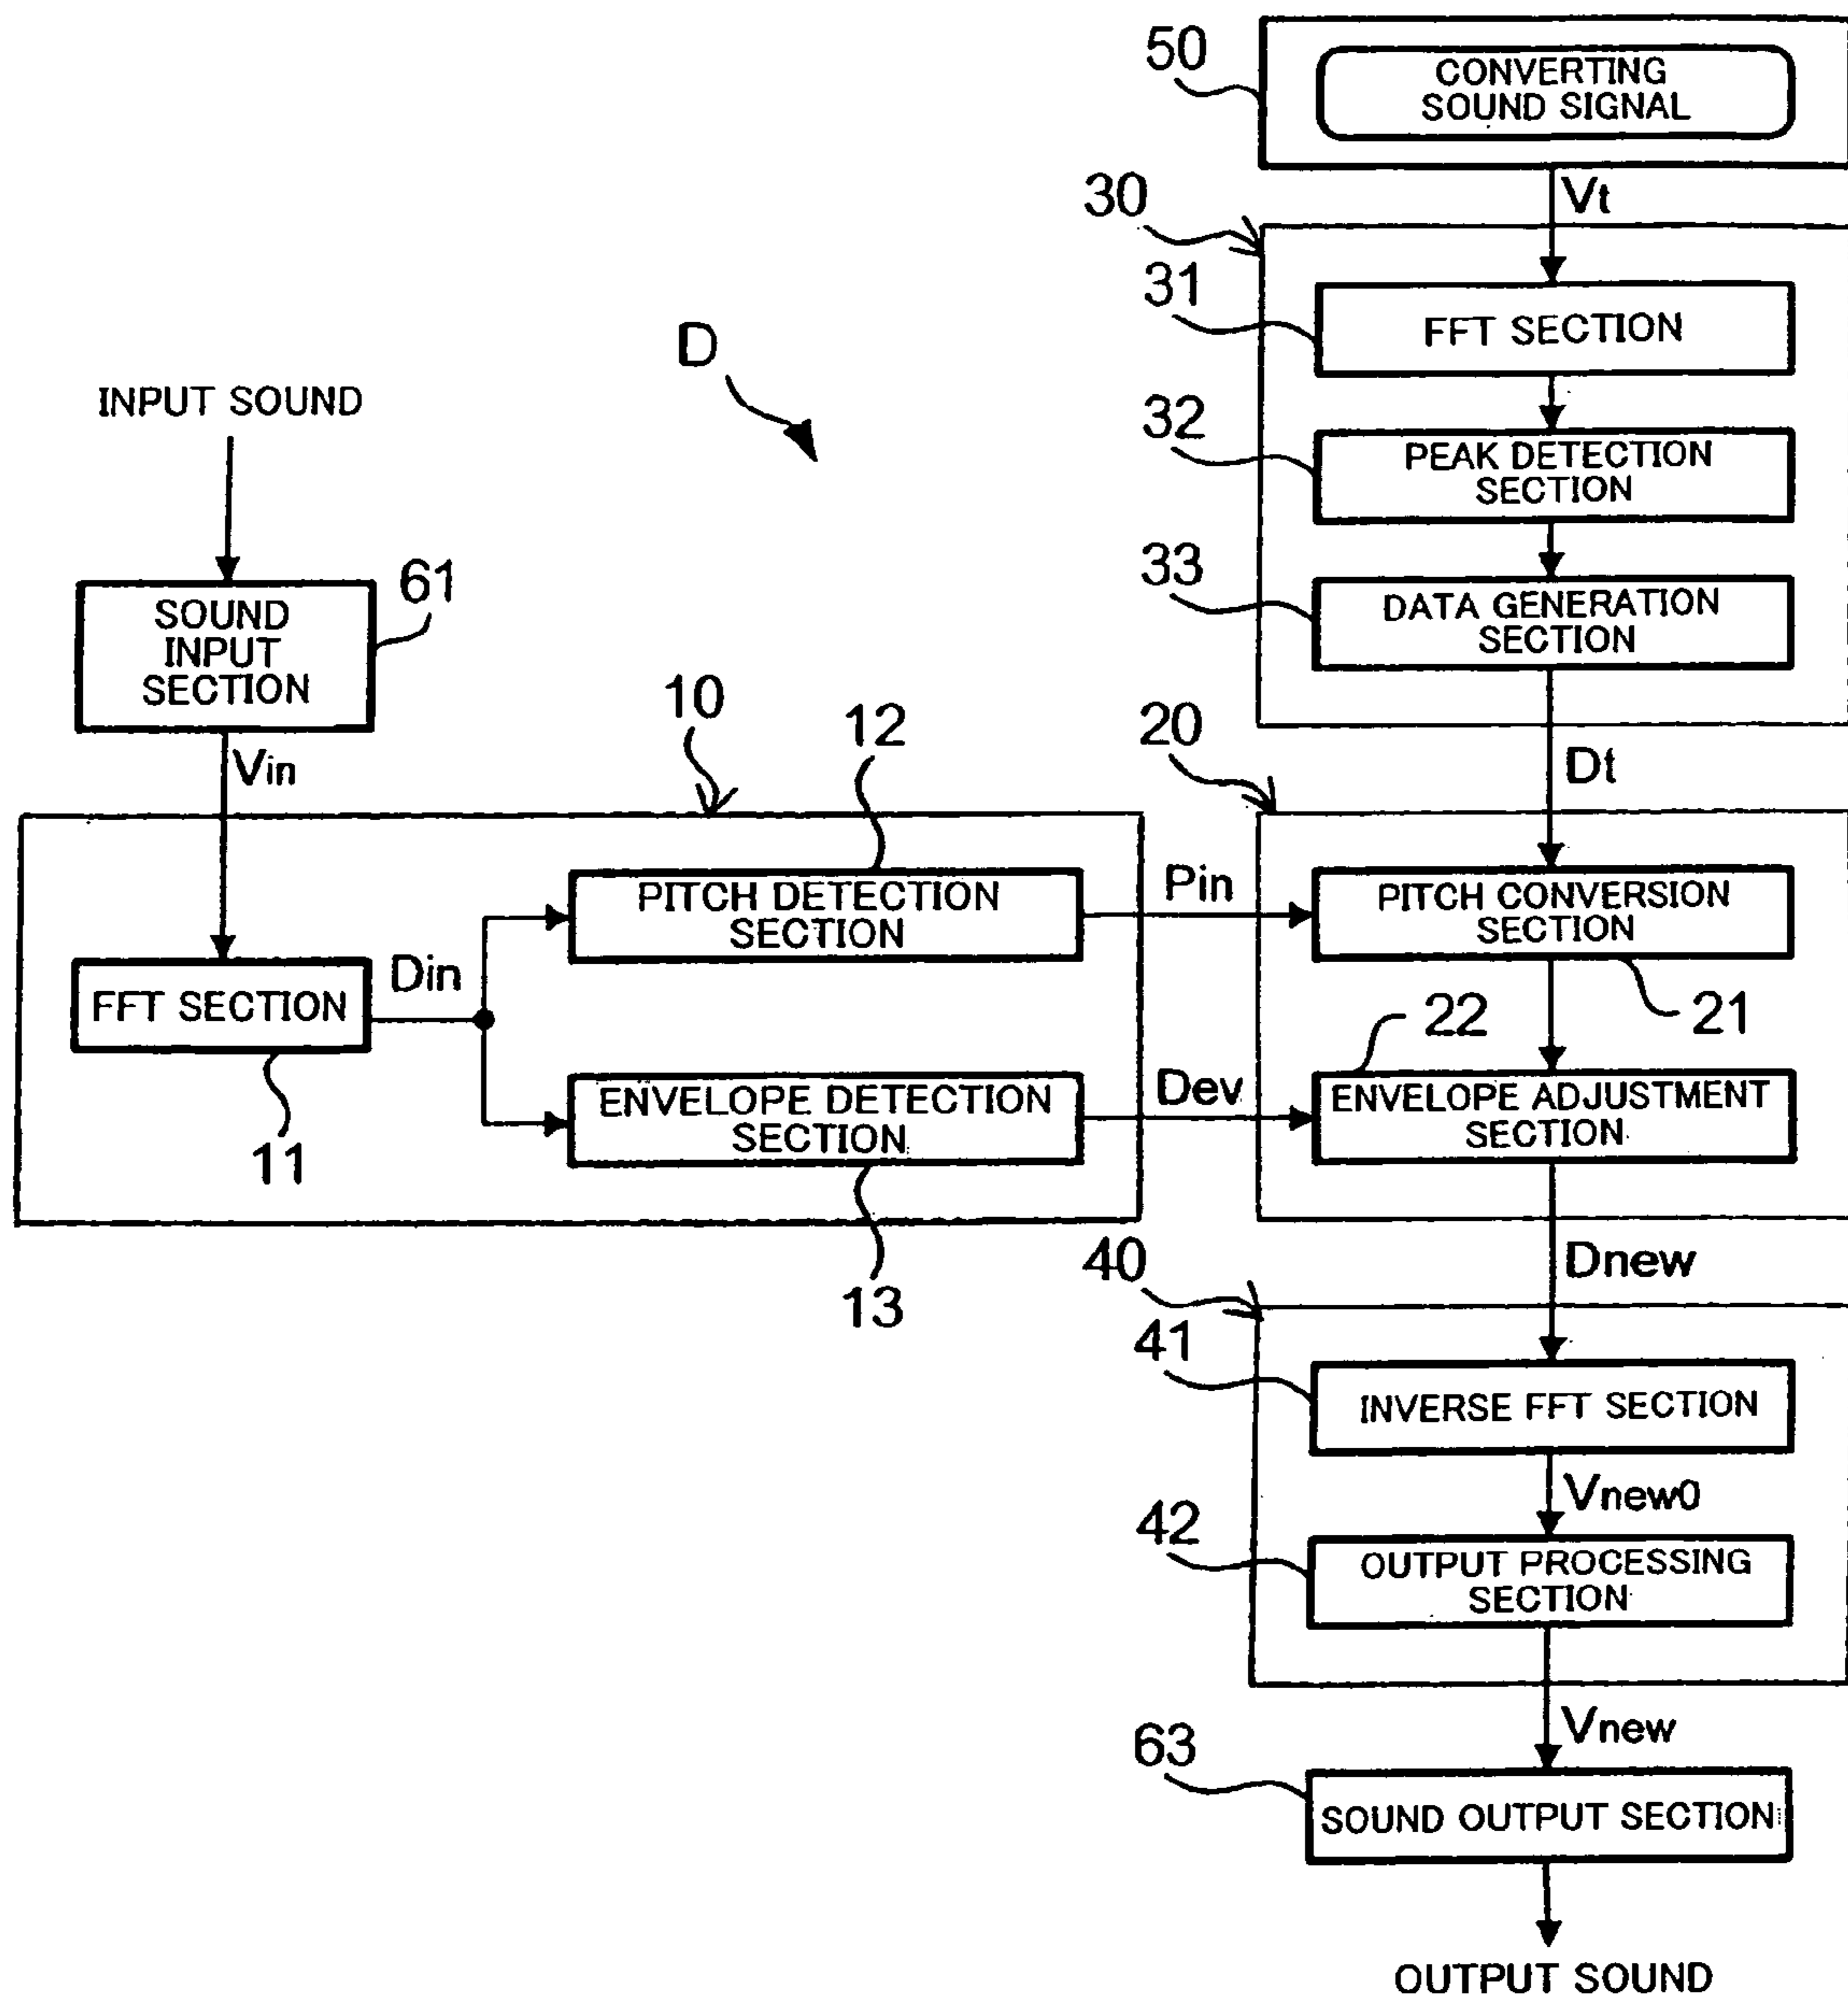 50
CONVERTING
SOUND SIGNAL
Vt
30
31
FFT SECTION
D
INPUT SOUND
32
PEAK DETECTION
SECTION
33
DATA GENERATION
SECTION
61
SOUND
INPUT
SECTION
Vin
10
12
20
Dt
PITCH DETECTION
SECTION
Pin
PITCH CONVERSION
SECTION
21
FFT SECTION
Din
11
22
ENVELOPE DETECTION
SECTION
Dev
ENVELOPE ADJUSTMENT
SECTION
13
Dnew
40
41
INVERSE FFT SECTION
Vnew0
42
OUTPUT PROCESSING
SECTION
Vnew
63
SOUND OUTPUT SECTION
OUTPUT SOUND